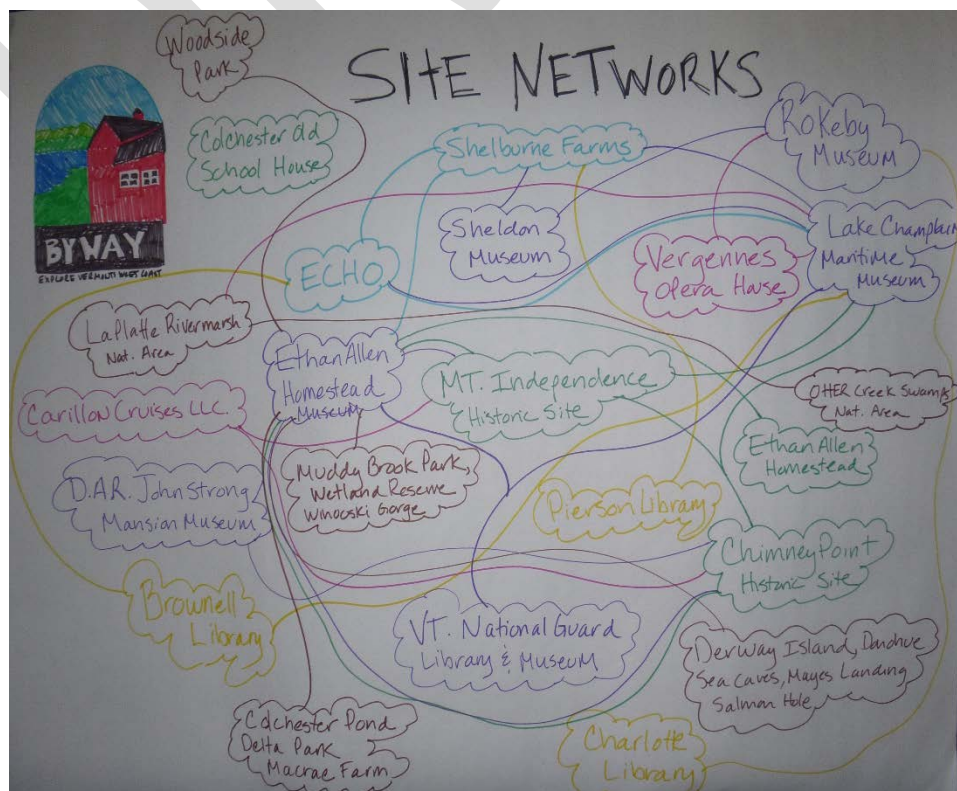 Woodside
Park
SITE NETWORKS
Colchester Old
School House
Shelburne Farms
Rokeby
Museum
BYWAY
EXPLORE VERMONT'S WEST COAST
ECHO
Sheldon
Museum
Vergennes
Opera House
Lake Champlain
Maritime
Museum
LaPlatte Rivermarsh
Nat. Area
Ethan Allen
Homestead
Museum
MT. Independence
Historic Site
Otter Creek Swamps
Nat. Area
Carillon Cruises LLC.
Ethan Allen
Homestead
D.A.R. John Strong
Mansion Museum
Muddy Brook Park,
Wetland Reserve
Winooski Gorge
Pierson Library
Chimney Point
Historic Site
Brownell
Library
VT. National Guard
Library & Museum
Derway Island, Donohue
Sea Caves, Mayes Landing
Salmon Hole
Colchester Pond
Delta Park
Macrae Farm
Charlotte
Library